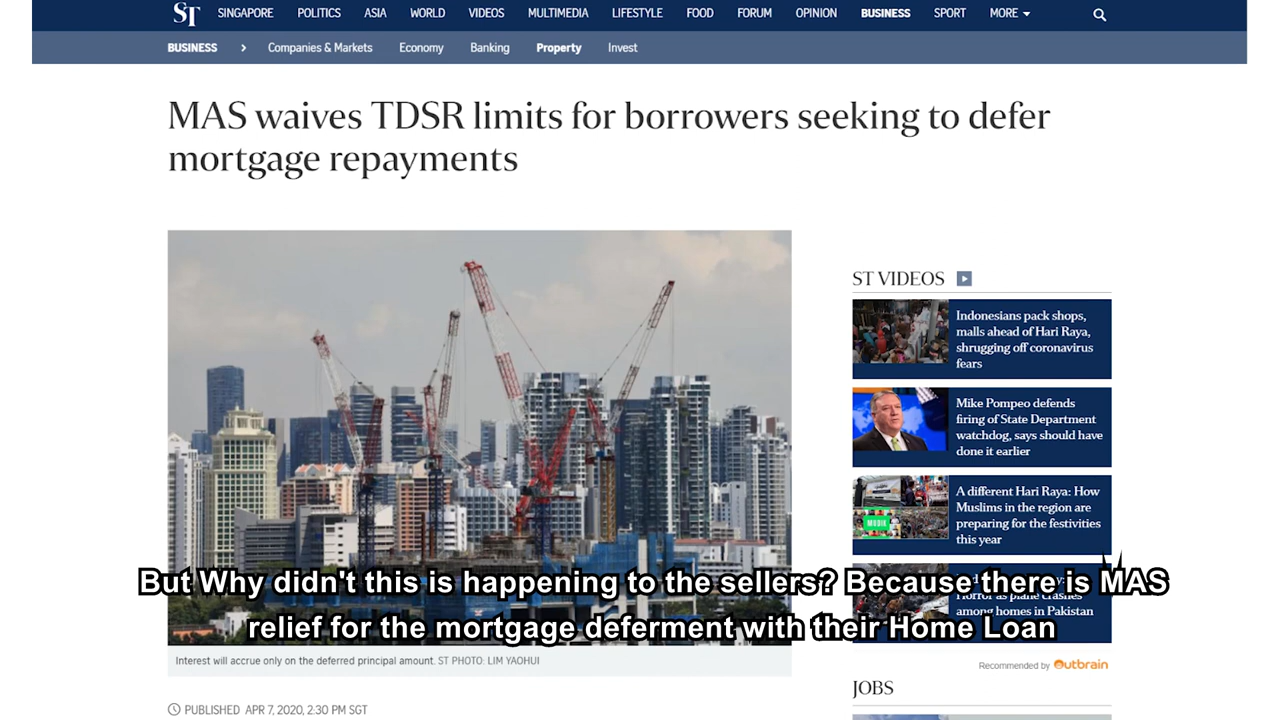 ST SINGAPORE POLITICS ASIA WORLD VIDEOS MULTIMEDIA LIFESTYLE FOOD FORUM OPINION BUSINESS SPORT MORE
BUSINESS > Companies & Markets Economy Banking Property Invest
MAS waives TDSR limits for borrowers seeking to defer
mortgage repayments
ST VIDEOS
Indonesians pack shops,
malls ahead of Hari Raya,
shrugging off coronavirus
fears
Mike Pompeo defends
firing of State Department
watchdog, says should have
done it earlier
MUDIK
A different Hari Raya: How
Muslims in the region are
preparing for the festivities
this year
Horror as plane crashes
among homes in Pakistan
But Why didn't this is happening to the sellers? Because there is MAS
relief for the mortgage deferment with their Home Loan
Interest will accrue only on the deferred principal amount. ST PHOTO: LIM YAOHUI
Recommended by Outbrain
JOBS
PUBLISHED APR 7, 2020, 2:30 PM SGT